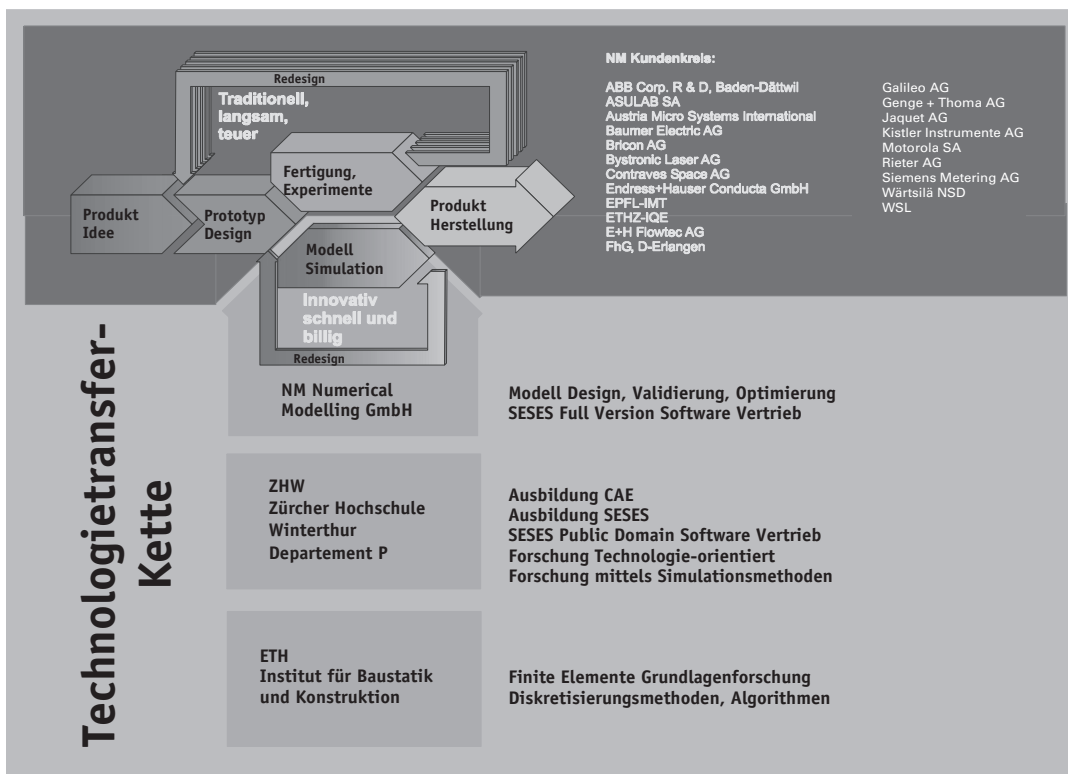 Redesign
Traditionell,
langsam,
teuer
Fertigung,
Experimente
Produkt
Idee
Prototyp
Design
Produkt
Herstellung
Modell
Simulation
Innovativ
schnell und
billig
Redesign
NM Kundenkreis:
ABB Corp. R & D, Baden-Dättwil
ASULAB SA
Austria Micro Systems International
Baumer Electric AG
Bricon AG
Bystronic Laser AG
Contraves Space AG
Endress+Hauser Conducta GmbH
EPFL-IMT
ETHZ-IQE
E+H Flowtec AG
FhG, D-Erlangen
Galileo AG
Genge + Thoma AG
Jaquet AG
Kistler Instrumente AG
Motorola SA
Rieter AG
Siemens Metering AG
Wärtsilä NSD
WSL
Technologietransfer-
Kette
NM Numerical
Modelling GmbH
Modell Design, Validierung, Optimierung
SESES Full Version Software Vertrieb
ZHW
Zürcher Hochschule
Winterthur
Departement P
Ausbildung CAE
Ausbildung SESES
SESES Public Domain Software Vertrieb
Forschung Technologie-orientiert
Forschung mittels Simulationsmethoden
ETH
Institut für Baustatik
und Konstruktion
Finite Elemente Grundlagenforschung
Diskretisierungsmethoden, Algorithmen